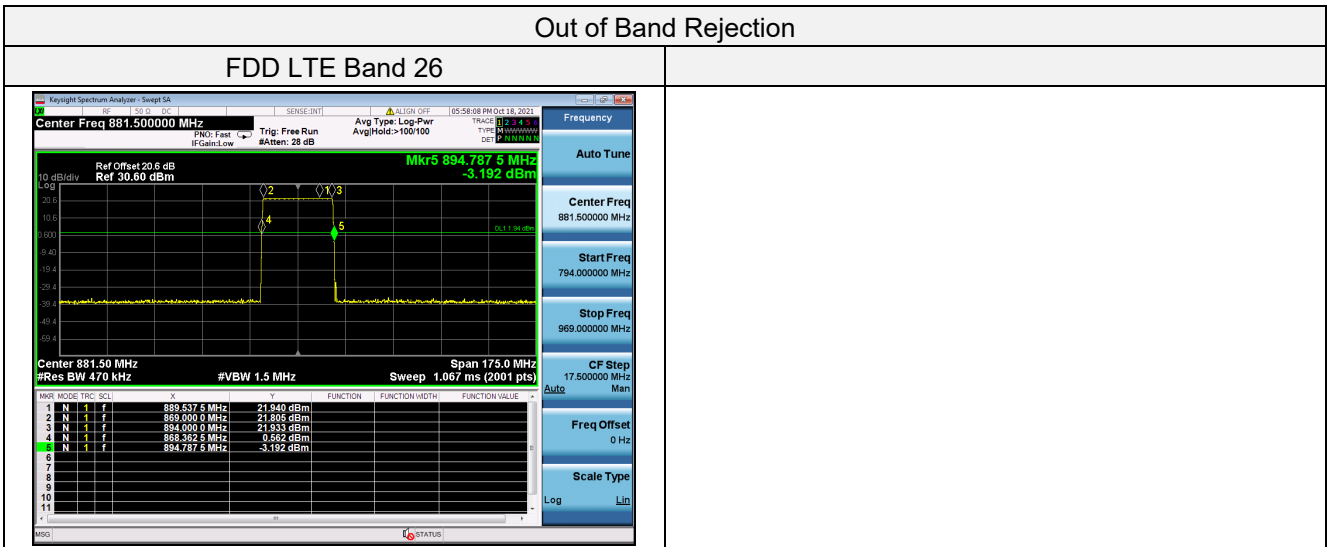 Out of Band Rejection
FDD LTE Band 26
Keysight Spectrum Analyzer - Swept SA
RF 50 Ω DC SENSE:INT ALIGN OFF 05:58:08 PM Oct 18, 2021
Center Freq 881.500000 MHz
PNO: Fast
IFGain:Low
Trig: Free Run
#Atten: 28 dB
Avg Type: Log-Pwr
Avg|Hold:>100/100
TRACE 1 2 3 4 5 6
TYPE M W W W W W
DET P N N N N N
Ref Offset 20.6 dB
10 dB/div Ref 30.60 dBm
Log
Mkr5 894.787 5 MHz
-3.192 dBm
2 1 3
20.6
10.6
4
5
0.600
DL1 1.94 dBm
-9.40
-19.4
-29.4
-39.4
-49.4
-59.4
Center 881.50 MHz Span 175.0 MHz
#Res BW 470 kHz #VBW 1.5 MHz Sweep 1.067 ms (2001 pts)
MKR MODE TRC SCL X Y FUNCTION FUNCTION WIDTH FUNCTION VALUE
1 N 1 f 889.537 5 MHz 21.940 dBm
2 N 1 f 869.000 0 MHz 21.805 dBm
3 N 1 f 894.000 0 MHz 21.933 dBm
4 N 1 f 868.362 5 MHz 0.562 dBm
5 N 1 f 894.787 5 MHz -3.192 dBm
6
7
8
9
10
11
MSG STATUS
Frequency
Auto Tune
Center Freq
881.500000 MHz
Start Freq
794.000000 MHz
Stop Freq
969.000000 MHz
CF Step
17.500000 MHz
Auto Man
Freq Offset
0 Hz
Scale Type
Log Lin